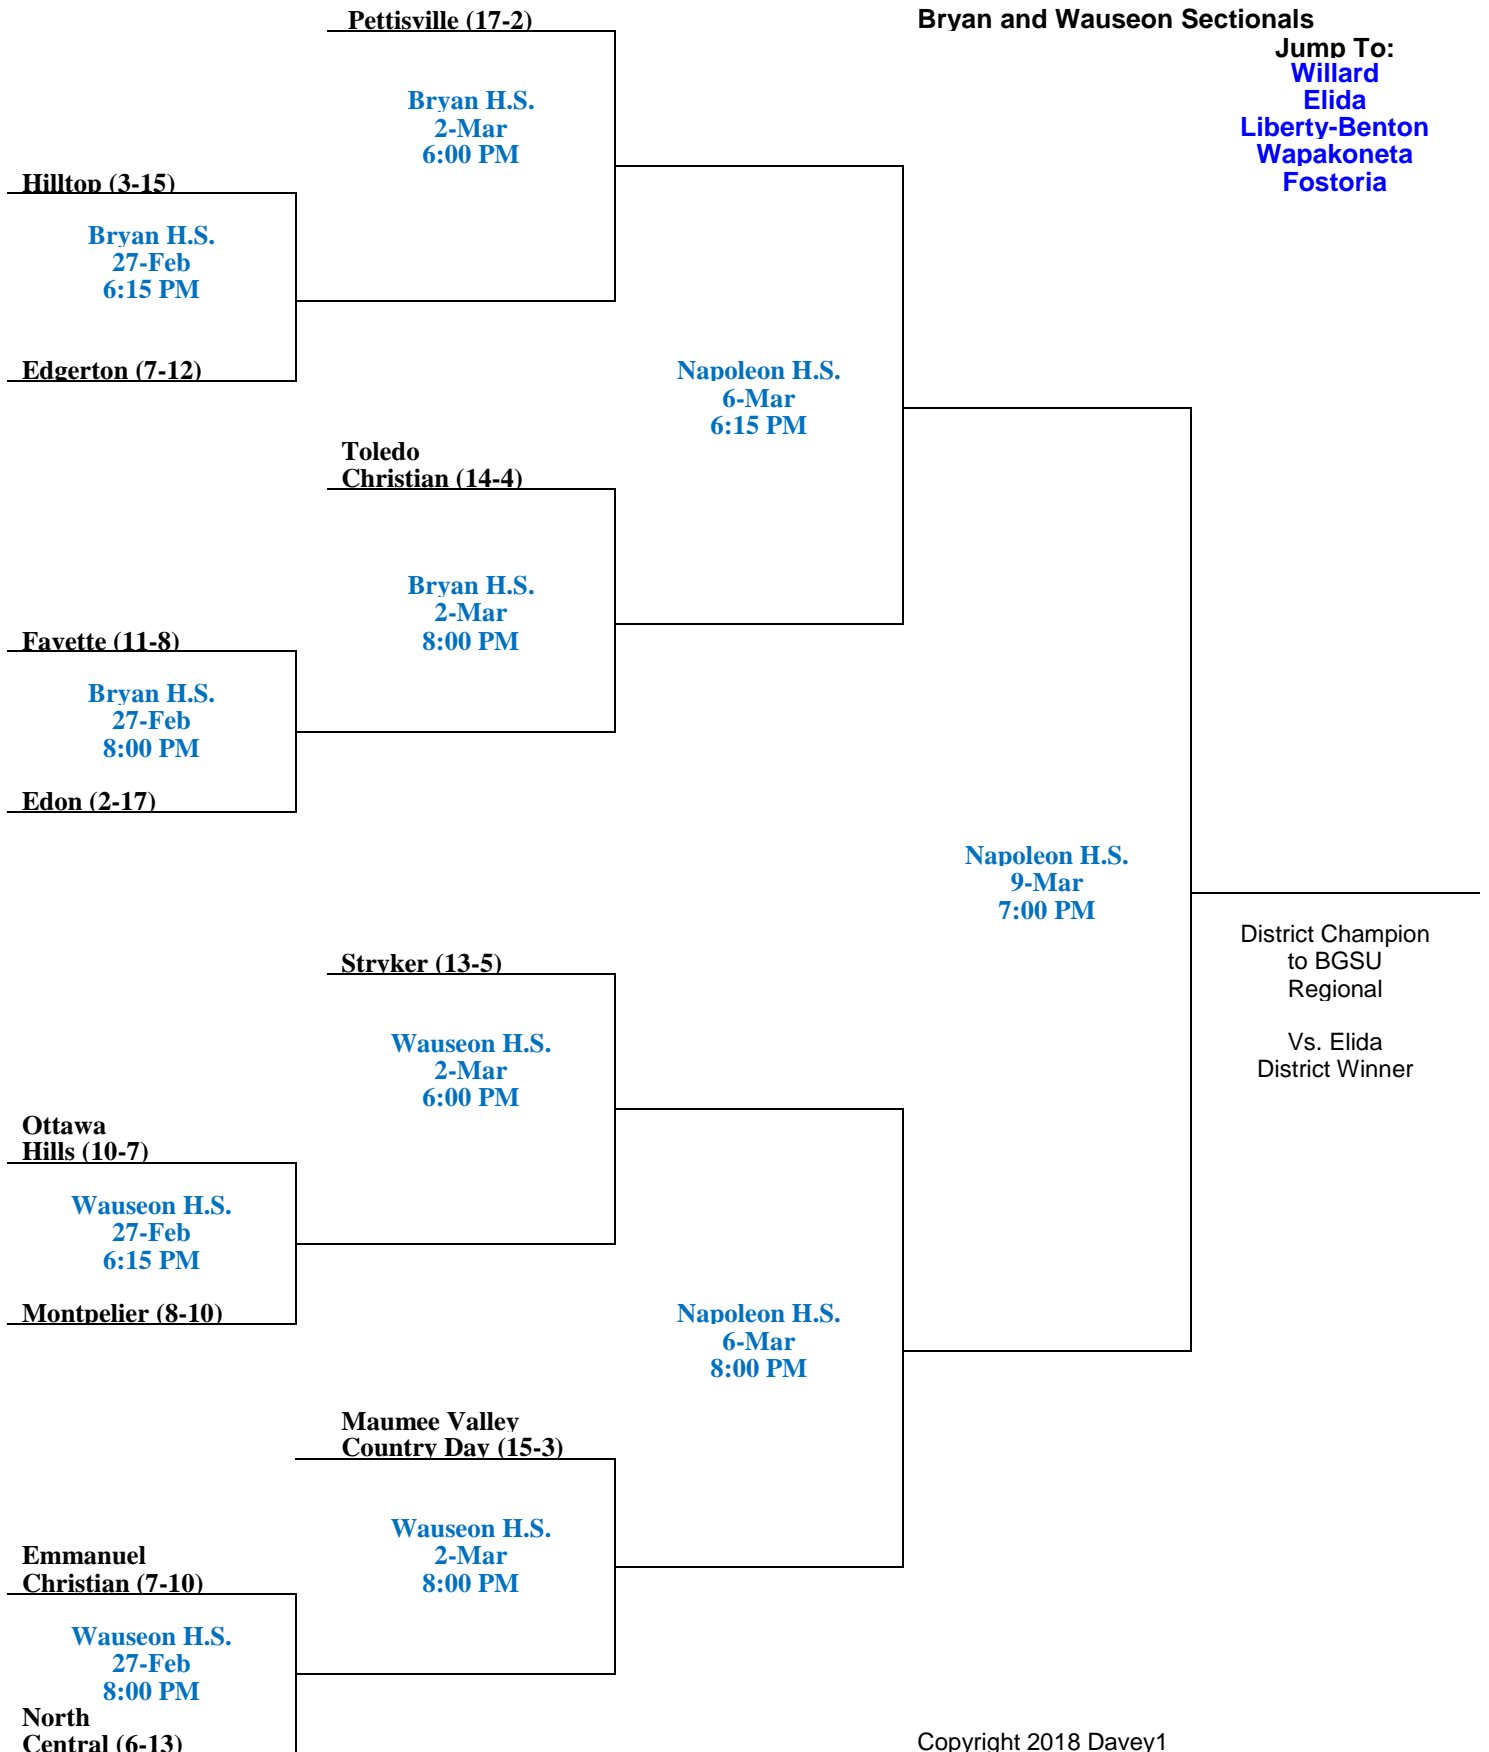 Pettisville (17-2)
Bryan and Wauseon Sectionals
Jump To:
Willard
Elida
Liberty-Benton
Wapakoneta
Fostoria
Bryan H.S.
2-Mar
6:00 PM
Hilltop (3-15)
Bryan H.S.
27-Feb
6:15 PM
Edgerton (7-12)
Napoleon H.S.
6-Mar
6:15 PM
Toledo
Christian (14-4)
Bryan H.S.
2-Mar
8:00 PM
Fayette (11-8)
Bryan H.S.
27-Feb
8:00 PM
Edon (2-17)
Napoleon H.S.
9-Mar
7:00 PM
District Champion
to BGSU
Regional
Vs. Elida
District Winner
Stryker (13-5)
Wauseon H.S.
2-Mar
6:00 PM
Ottawa
Hills (10-7)
Wauseon H.S.
27-Feb
6:15 PM
Montpelier (8-10)
Napoleon H.S.
6-Mar
8:00 PM
Maumee Valley
Country Day (15-3)
Wauseon H.S.
2-Mar
8:00 PM
Emmanuel
Christian (7-10)
Wauseon H.S.
27-Feb
8:00 PM
North
Central (6-13)
Copyright 2018 Davey1